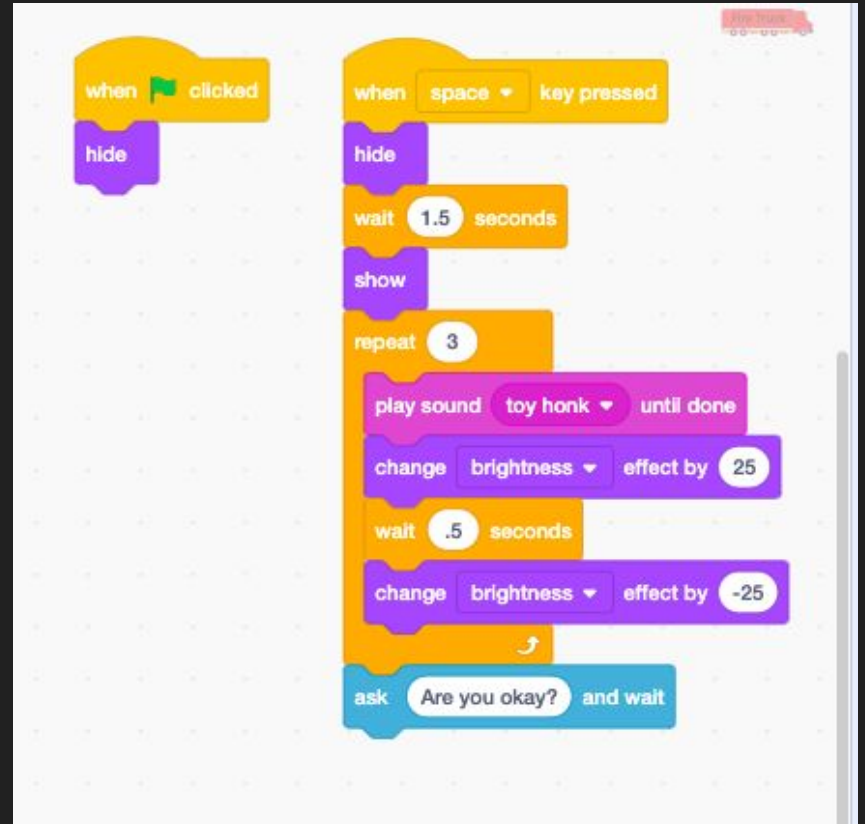 Fire Truck
when clicked
hide
when space key pressed
hide
wait 1.5 seconds
show
repeat 3
play sound toy honk until done
change brightness effect by 25
wait .5 seconds
change brightness effect by -25
ask Are you okay? and wait